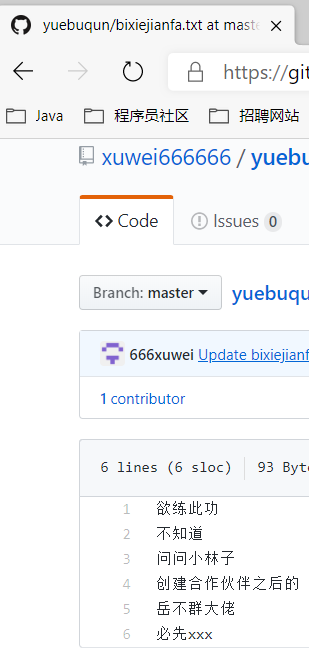 yuebuqun/bixiejianfa.txt at maste
https://git
Java
程序员社区
招聘网站
xuwei666666 / yuebu
Code
Issues 0
Branch: master
yuebuqu
666xuwei Update bixiejianf
1 contributor
6 lines (6 sloc) 93 Byt
1 欲练此功
2 不知道
3 问问小林子
4 创建合作伙伴之后的
5 岳不群大佬
6 必先xxx